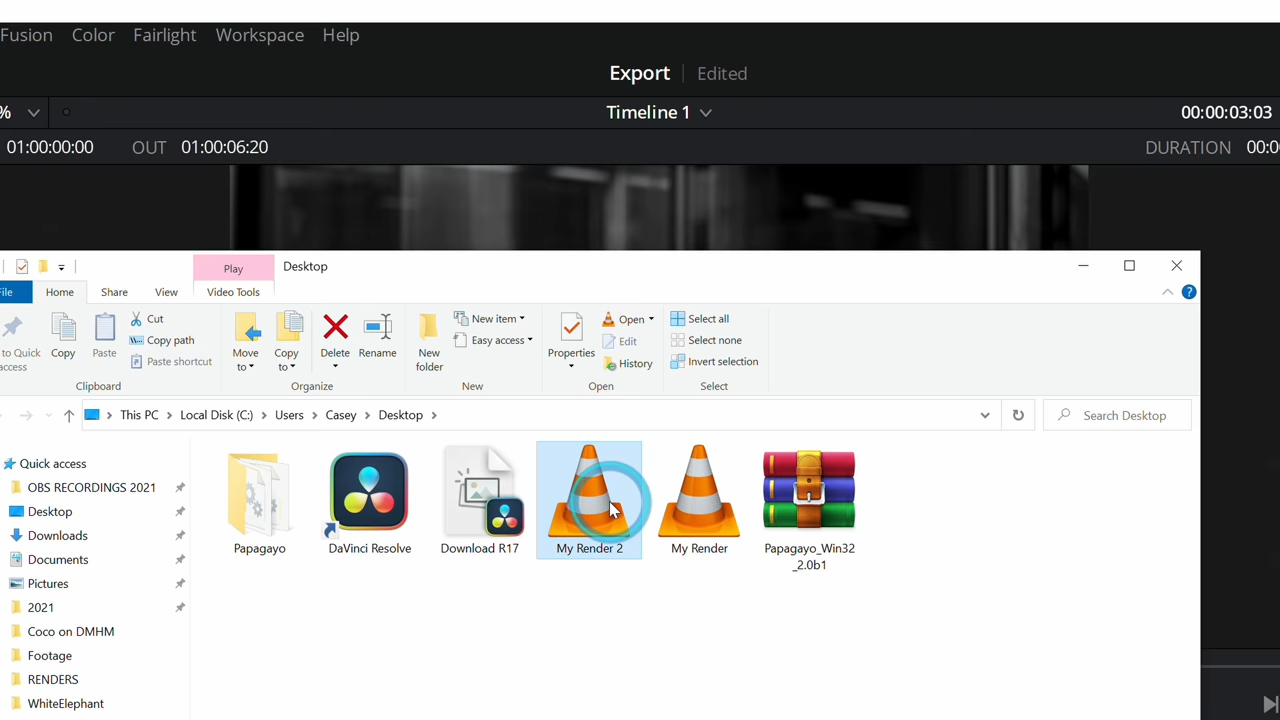 Fusion Color Fairlight Workspace Help
Export Edited
% Timeline 1 00:00:03:03
01:00:00:00 OUT 01:00:06:20 DURATION 00:0
Play Desktop
File Home Share View Video Tools
to Quick access
Copy
Paste
Cut
Copy path
Paste shortcut
Clipboard
Move to
Copy to
Delete
Rename
Organize
New folder
New item
Easy access
New
Properties
Open
Edit
History
Open
Select all
Select none
Invert selection
Select
This PC > Local Disk (C:) > Users > Casey > Desktop >
Search Desktop
Quick access
OBS RECORDINGS 2021
Desktop
Downloads
Documents
Pictures
2021
Coco on DMHM
Footage
RENDERS
WhiteElephant
Papagayo
DaVinci Resolve
Download R17
My Render 2
My Render
Papagayo_Win32
_2.0b1